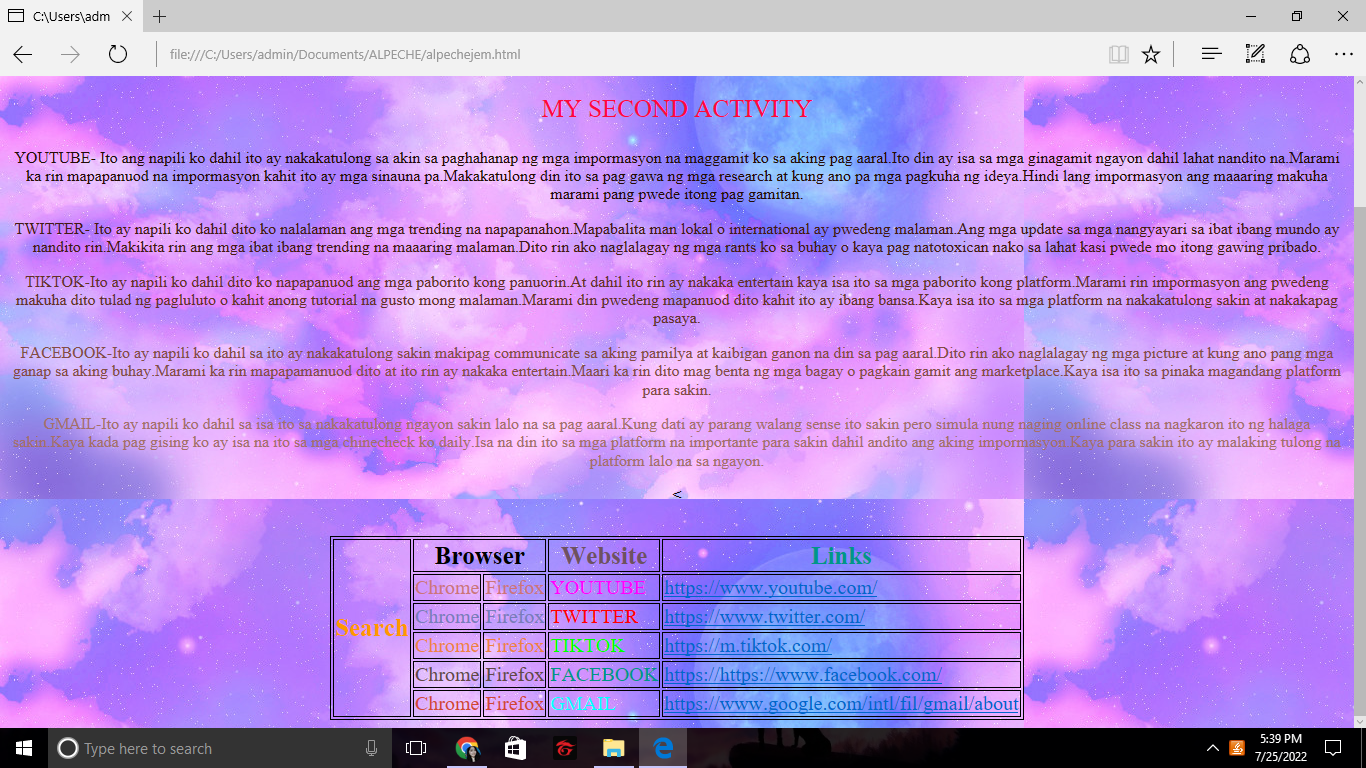 C:\Users\adm
file:///C:/Users/admin/Documents/ALPECHE/alpechejem.html
MY SECOND ACTIVITY
YOUTUBE- Ito ang napili ko dahil ito ay nakakatulong sa akin sa paghahanap ng mga impormasyon na maggamit ko sa aking pag aaral.Ito din ay isa sa mga ginagamit ngayon dahil lahat nandito na.Marami
ka rin mapapanuod na impormasyon kahit ito ay mga sinauna pa.Makakatulong din ito sa pag gawa ng mga research at kung ano pa mga pagkuha ng ideya.Hindi lang impormasyon ang maaaring makuha
marami pang pwede itong pag gamitan.
TWITTER- Ito ay napili ko dahil dito ko nalalaman ang mga trending na napapanahon.Mapabalita man lokal o international ay pwedeng malaman.Ang mga update sa mga nangyayari sa ibat ibang mundo ay
nandito rin.Makikita rin ang mga ibat ibang trending na maaaring malaman.Dito rin ako naglalagay ng mga rants ko sa buhay o kaya pag natotoxican nako sa lahat kasi pwede mo itong gawing pribado.
TIKTOK-Ito ay napili ko dahil dito ko napapanuod ang mga paborito kong panuorin.At dahil ito rin ay nakaka entertain kaya isa ito sa mga paborito kong platform.Marami rin impormasyon ang pwedeng
makuha dito tulad ng pagluluto o kahit anong tutorial na gusto mong malaman.Marami din pwedeng mapanuod dito kahit ito ay ibang bansa.Kaya isa ito sa mga platform na nakakatulong sakin at nakakapag
pasaya.
FACEBOOK-Ito ay napili ko dahil sa ito ay nakakatulong sakin makipag communicate sa aking pamilya at kaibigan ganon na din sa pag aaral.Dito rin ako naglalagay ng mga picture at kung ano pang mga
ganap sa aking buhay.Marami ka rin mapapamanuod dito at ito rin ay nakaka entertain.Maari ka rin dito mag benta ng mga bagay o pagkain gamit ang marketplace.Kaya isa ito sa pinaka magandang platform
para sakin.
GMAIL-Ito ay napili ko dahil sa isa ito sa nakakatulong ngayon sakin lalo na sa pag aaral.Kung dati ay parang walang sense ito sakin pero simula nung naging online class na nagkaron ito ng halaga
sakin.Kaya kada pag gising ko ay isa na ito sa mga chinecheck ko daily.Isa na din ito sa mga platform na importante para sakin dahil andito ang aking impormasyon.Kaya para sakin ito ay malaking tulong na
platform lalo na sa ngayon.
<
Search
Browser Website Links
Chrome Firefox YOUTUBE https://www.youtube.com/
Chrome Firefox TWITTER https://www.twitter.com/
Chrome Firefox TIKTOK https://m.tiktok.com/
Chrome Firefox FACEBOOK https://https://www.facebook.com/
Chrome Firefox GMAIL https://www.google.com/intl/fil/gmail/about
Type here to search
5:39 PM
7/25/2022